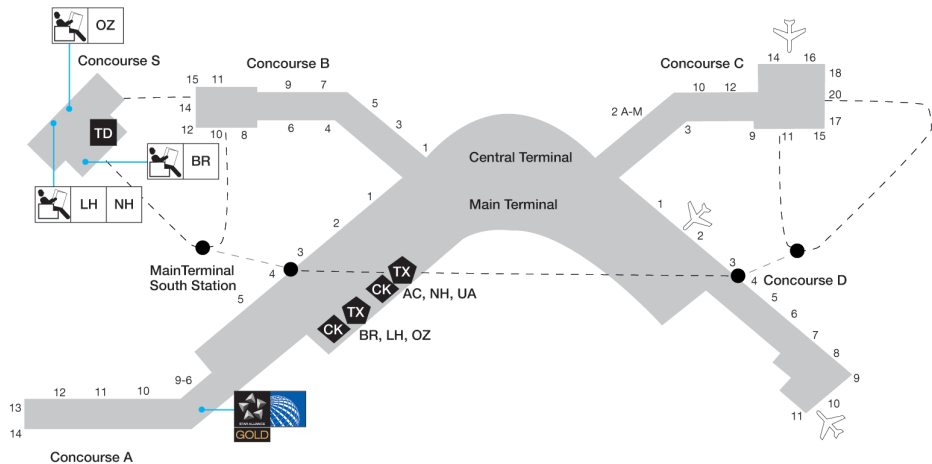 OZ
Concourse S
TD
BR
LH NH
Concourse B
15 11
9 7
14
5
12 10 8
6 4
3
1
Concourse C
14 16
18
10 12
20
2 A-M
17
3
9 11 15
Central Terminal
Main Terminal
1
2
3
4
5
MainTerminal
South Station
1
2
3
4
Concourse D
5
6
7
8
9
10
11
TX
CK
AC, NH, UA
TX
CK
BR, LH, OZ
9-6
12 11 10
13
14
STAR ALLIANCE
GOLD
Concourse A